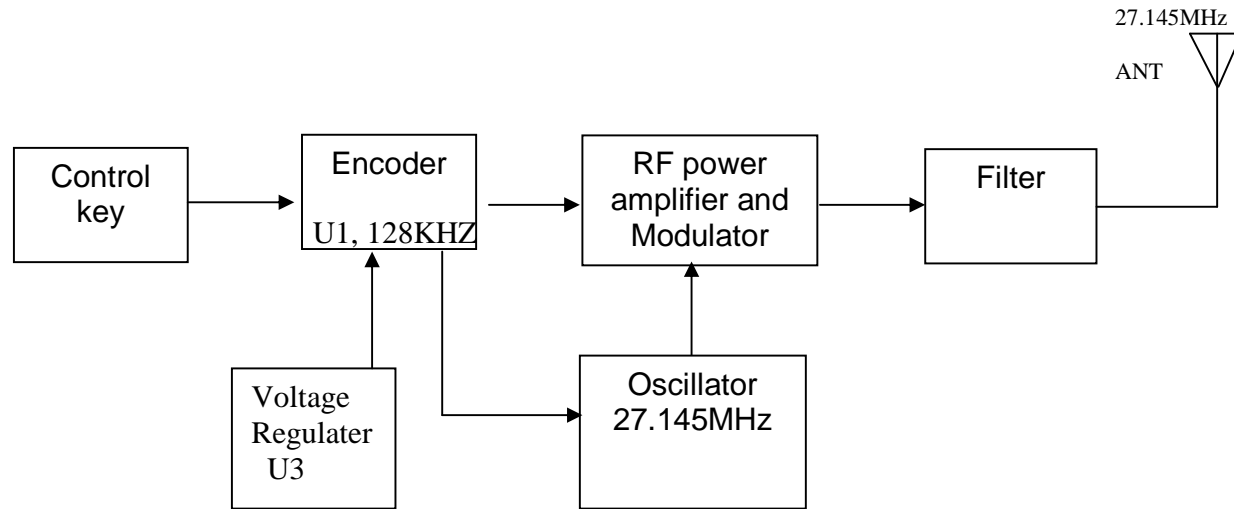 27.145MHz
ANT
Control
key
Encoder
U1, 128KHZ
RF power
amplifier and
Modulator
Filter
Voltage
Regulater
U3
Oscillator
27.145MHz